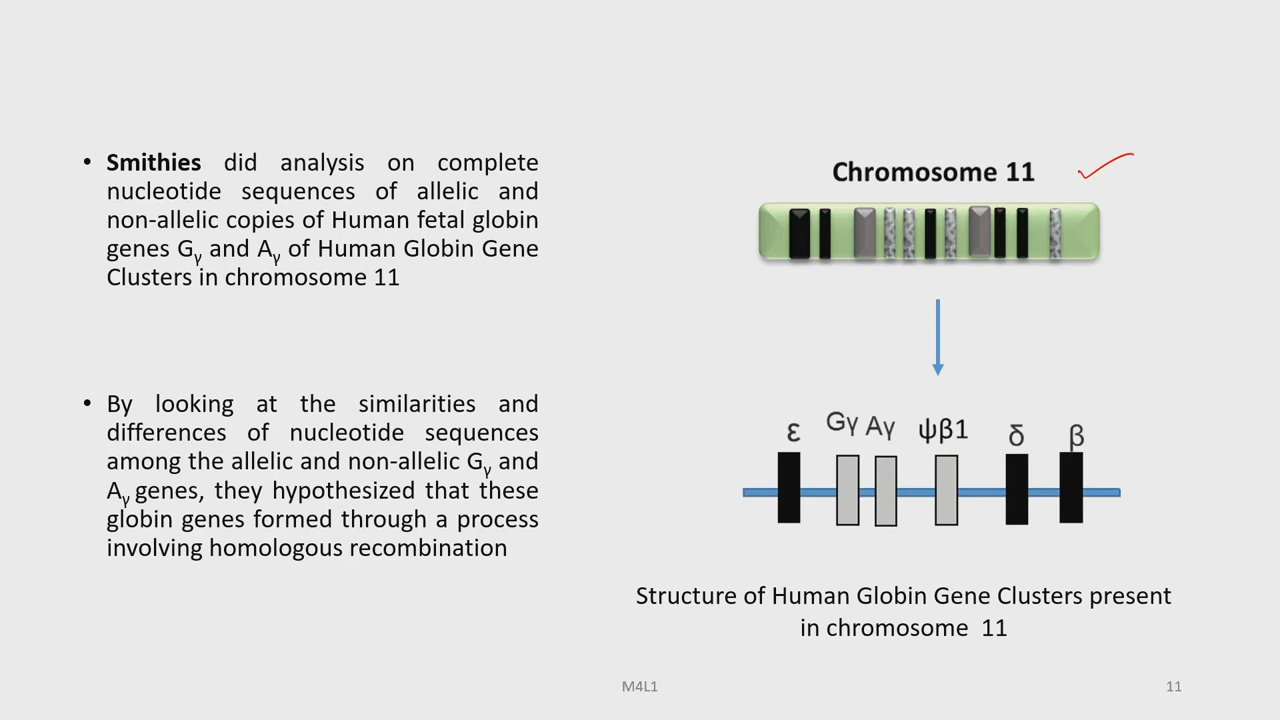 • Smithies did analysis on complete
nucleotide sequences of allelic and
non-allelic copies of Human fetal globin
genes Gγ and Aγ of Human Globin Gene
Clusters in chromosome 11
• By looking at the similarities and
differences of nucleotide sequences
among the allelic and non-allelic Gγ and
Aγ genes, they hypothesized that these
globin genes formed through a process
involving homologous recombination
Chromosome 11
ε Gγ Aγ ψβ1 δ β
Structure of Human Globin Gene Clusters present
in chromosome 11
M4L1
11